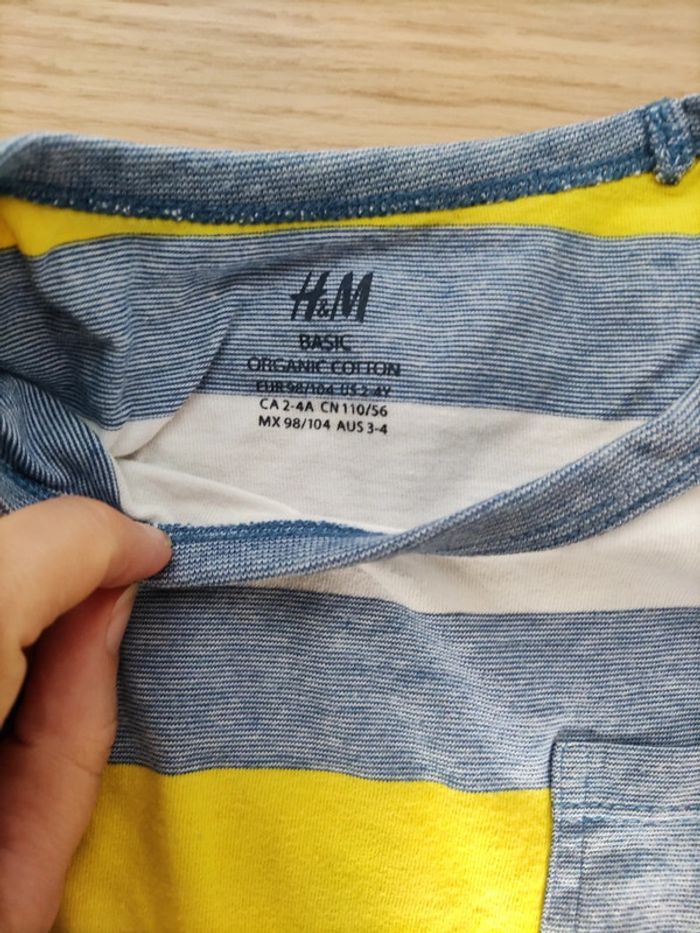 H&M
BASIC
ORGANIC COTTON
EUR 98/104 US 2-4Y
CA 2-4A CN 110/56
MX 98/104 AUS 3-4